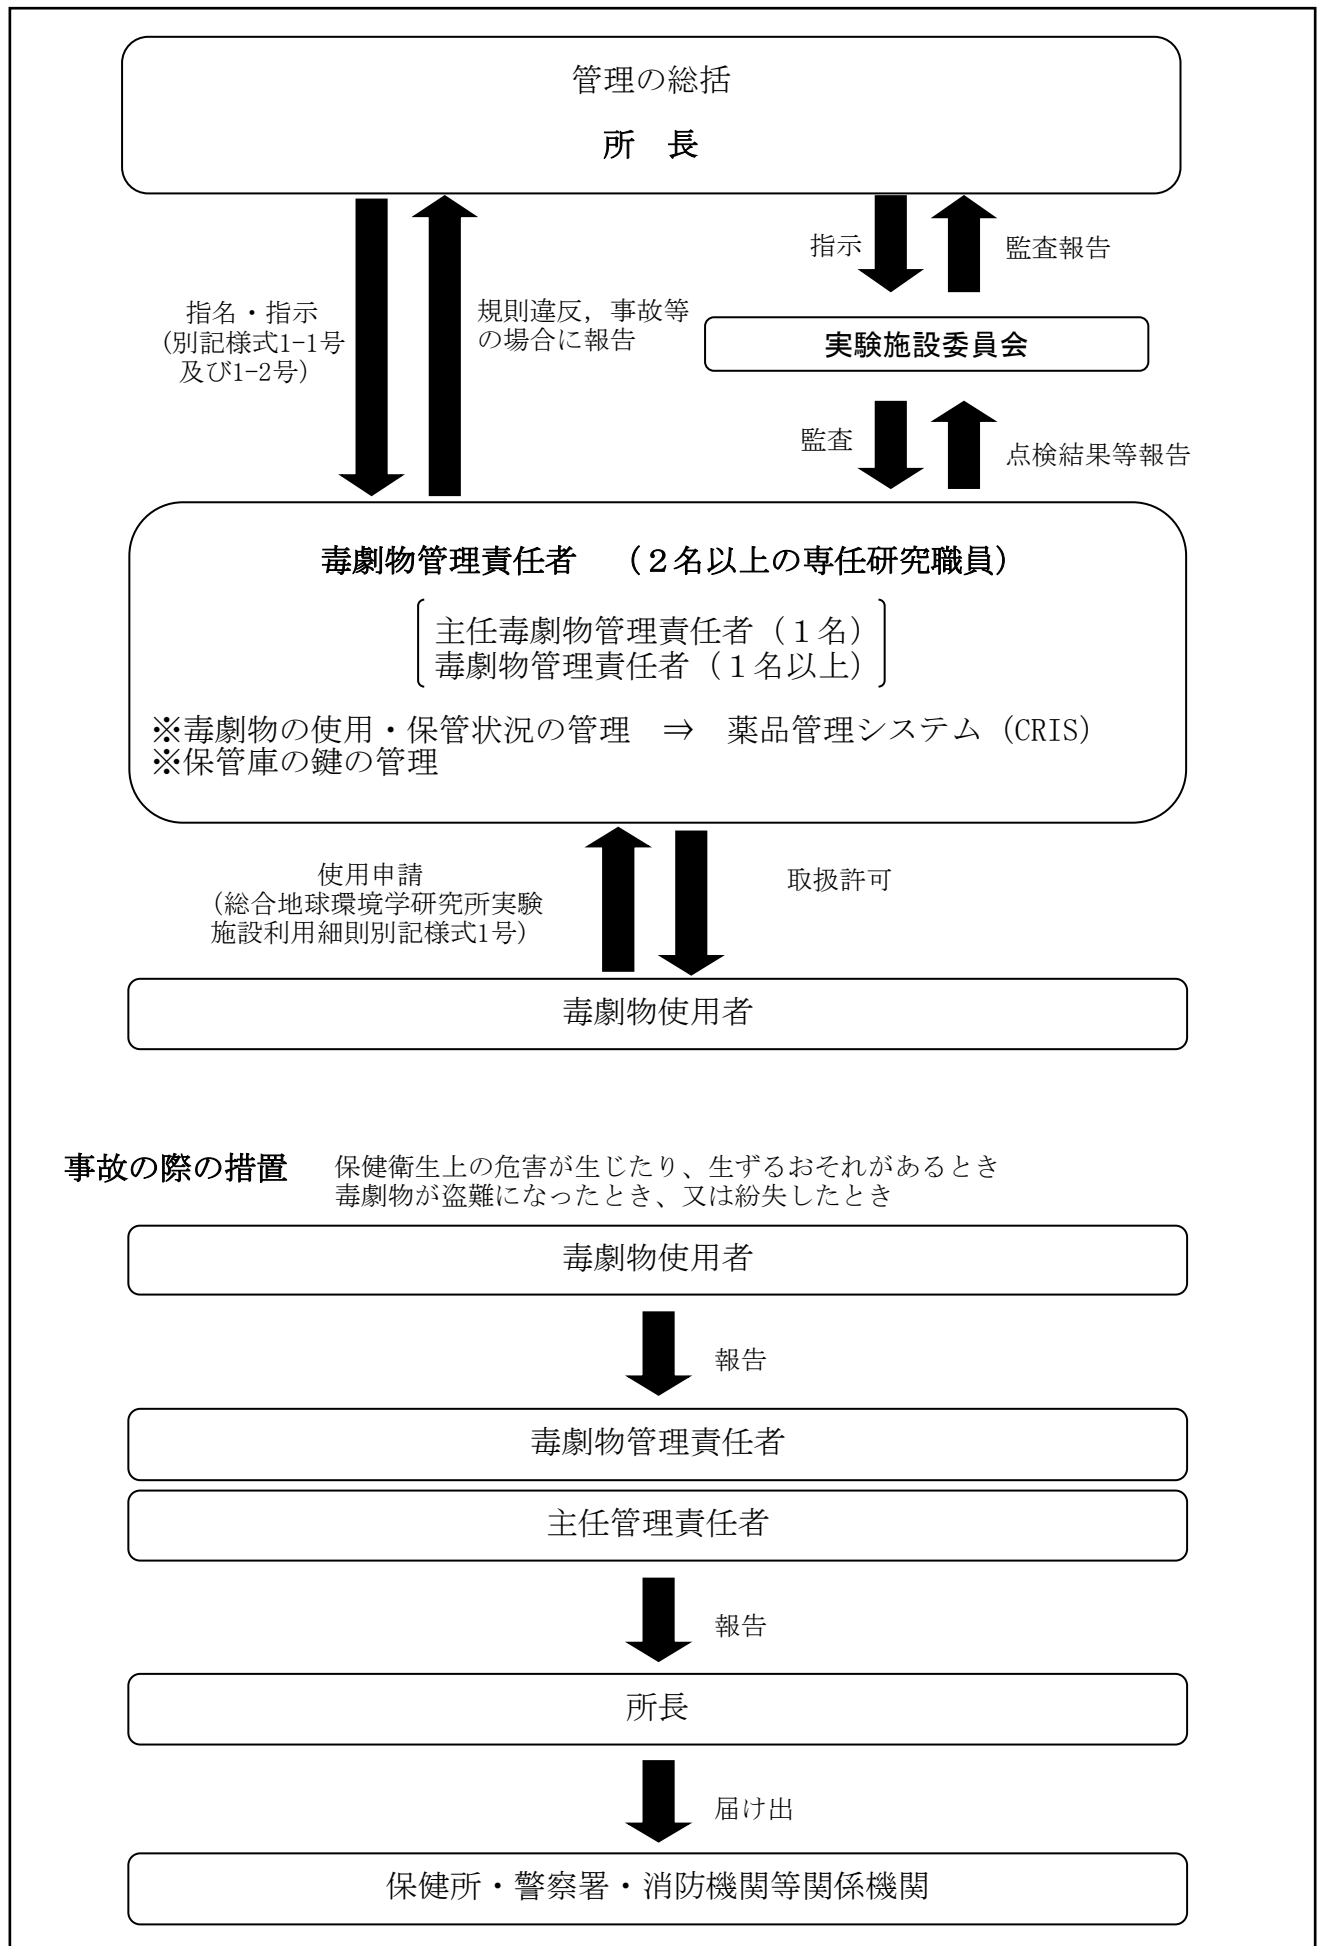 管理の総括
所　長
指示
監査報告
指名・指示
(別記様式1-1号
及び1-2号)
規則違反，事故等
の場合に報告
実験施設委員会
監査
点検結果等報告
毒劇物管理責任者　（２名以上の専任研究職員）
主任毒劇物管理責任者（１名）
毒劇物管理責任者（１名以上）
※毒劇物の使用・保管状況の管理　⇒　薬品管理システム（CRIS）
※保管庫の鍵の管理
使用申請
(総合地球環境学研究所実験
施設利用細則別記様式1号)
取扱許可
毒劇物使用者
事故の際の措置　保健衛生上の危害が生じたり、生ずるおそれがあるとき
毒劇物が盗難になったとき、又は紛失したとき
毒劇物使用者
報告
毒劇物管理責任者
主任管理責任者
報告
所長
届け出
保健所・警察署・消防機関等関係機関